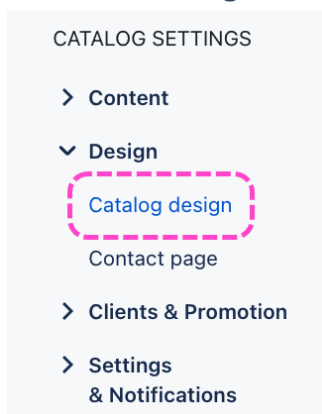 CATALOG SETTINGS
Content
Design
Catalog design
Contact page
Clients & Promotion
Settings
& Notifications